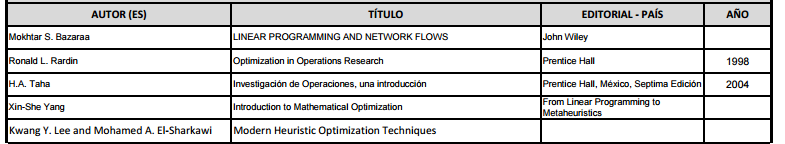 AUTOR (ES) TÍTULO EDITORIAL - PAÍS AÑO
Mokhtar S. Bazaraa LINEAR PROGRAMMING AND NETWORK FLOWS John Wiley
Ronald L. Rardin Optimization in Operations Research Prentice Hall 1998
H.A. Taha Investigación de Operaciones, una introducción Prentice Hall, México, Septima Edición 2004
Xin-She Yang Introduction to Mathematical Optimization From Linear Programming to
Metaheuristics
Kwang Y. Lee and Mohamed A. El-Sharkawi Modern Heuristic Optimization Techniques